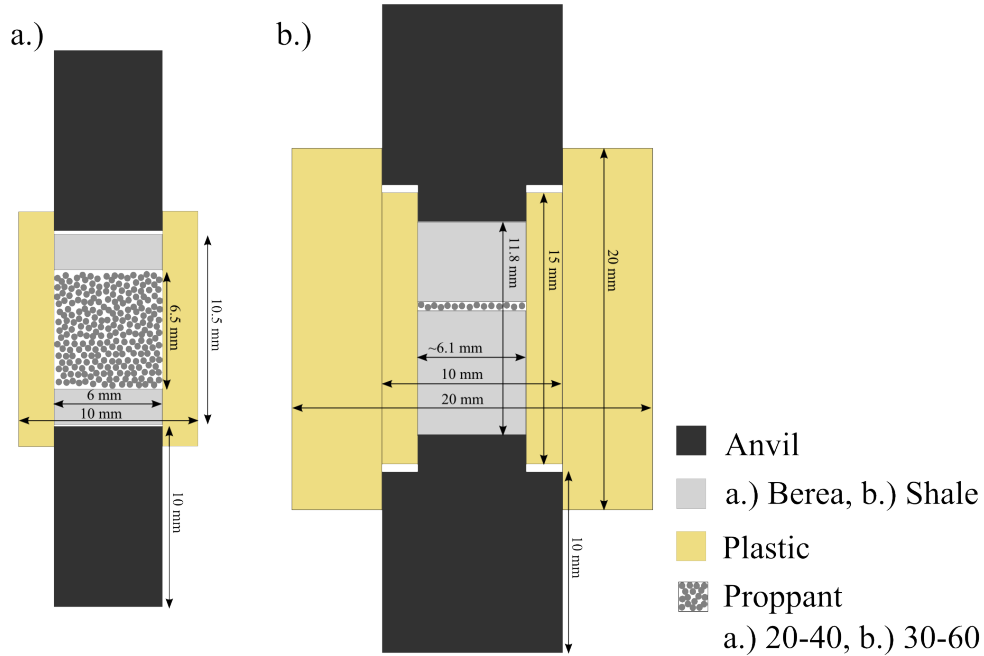 a.)
b.)
6.5 mm
10.5 mm
6 mm
10 mm
10 mm
11.8 mm
15 mm
20 mm
~6.1 mm
10 mm
20 mm
10 mm
Anvil
a.) Berea, b.) Shale
Plastic
Proppant
a.) 20-40, b.) 30-60